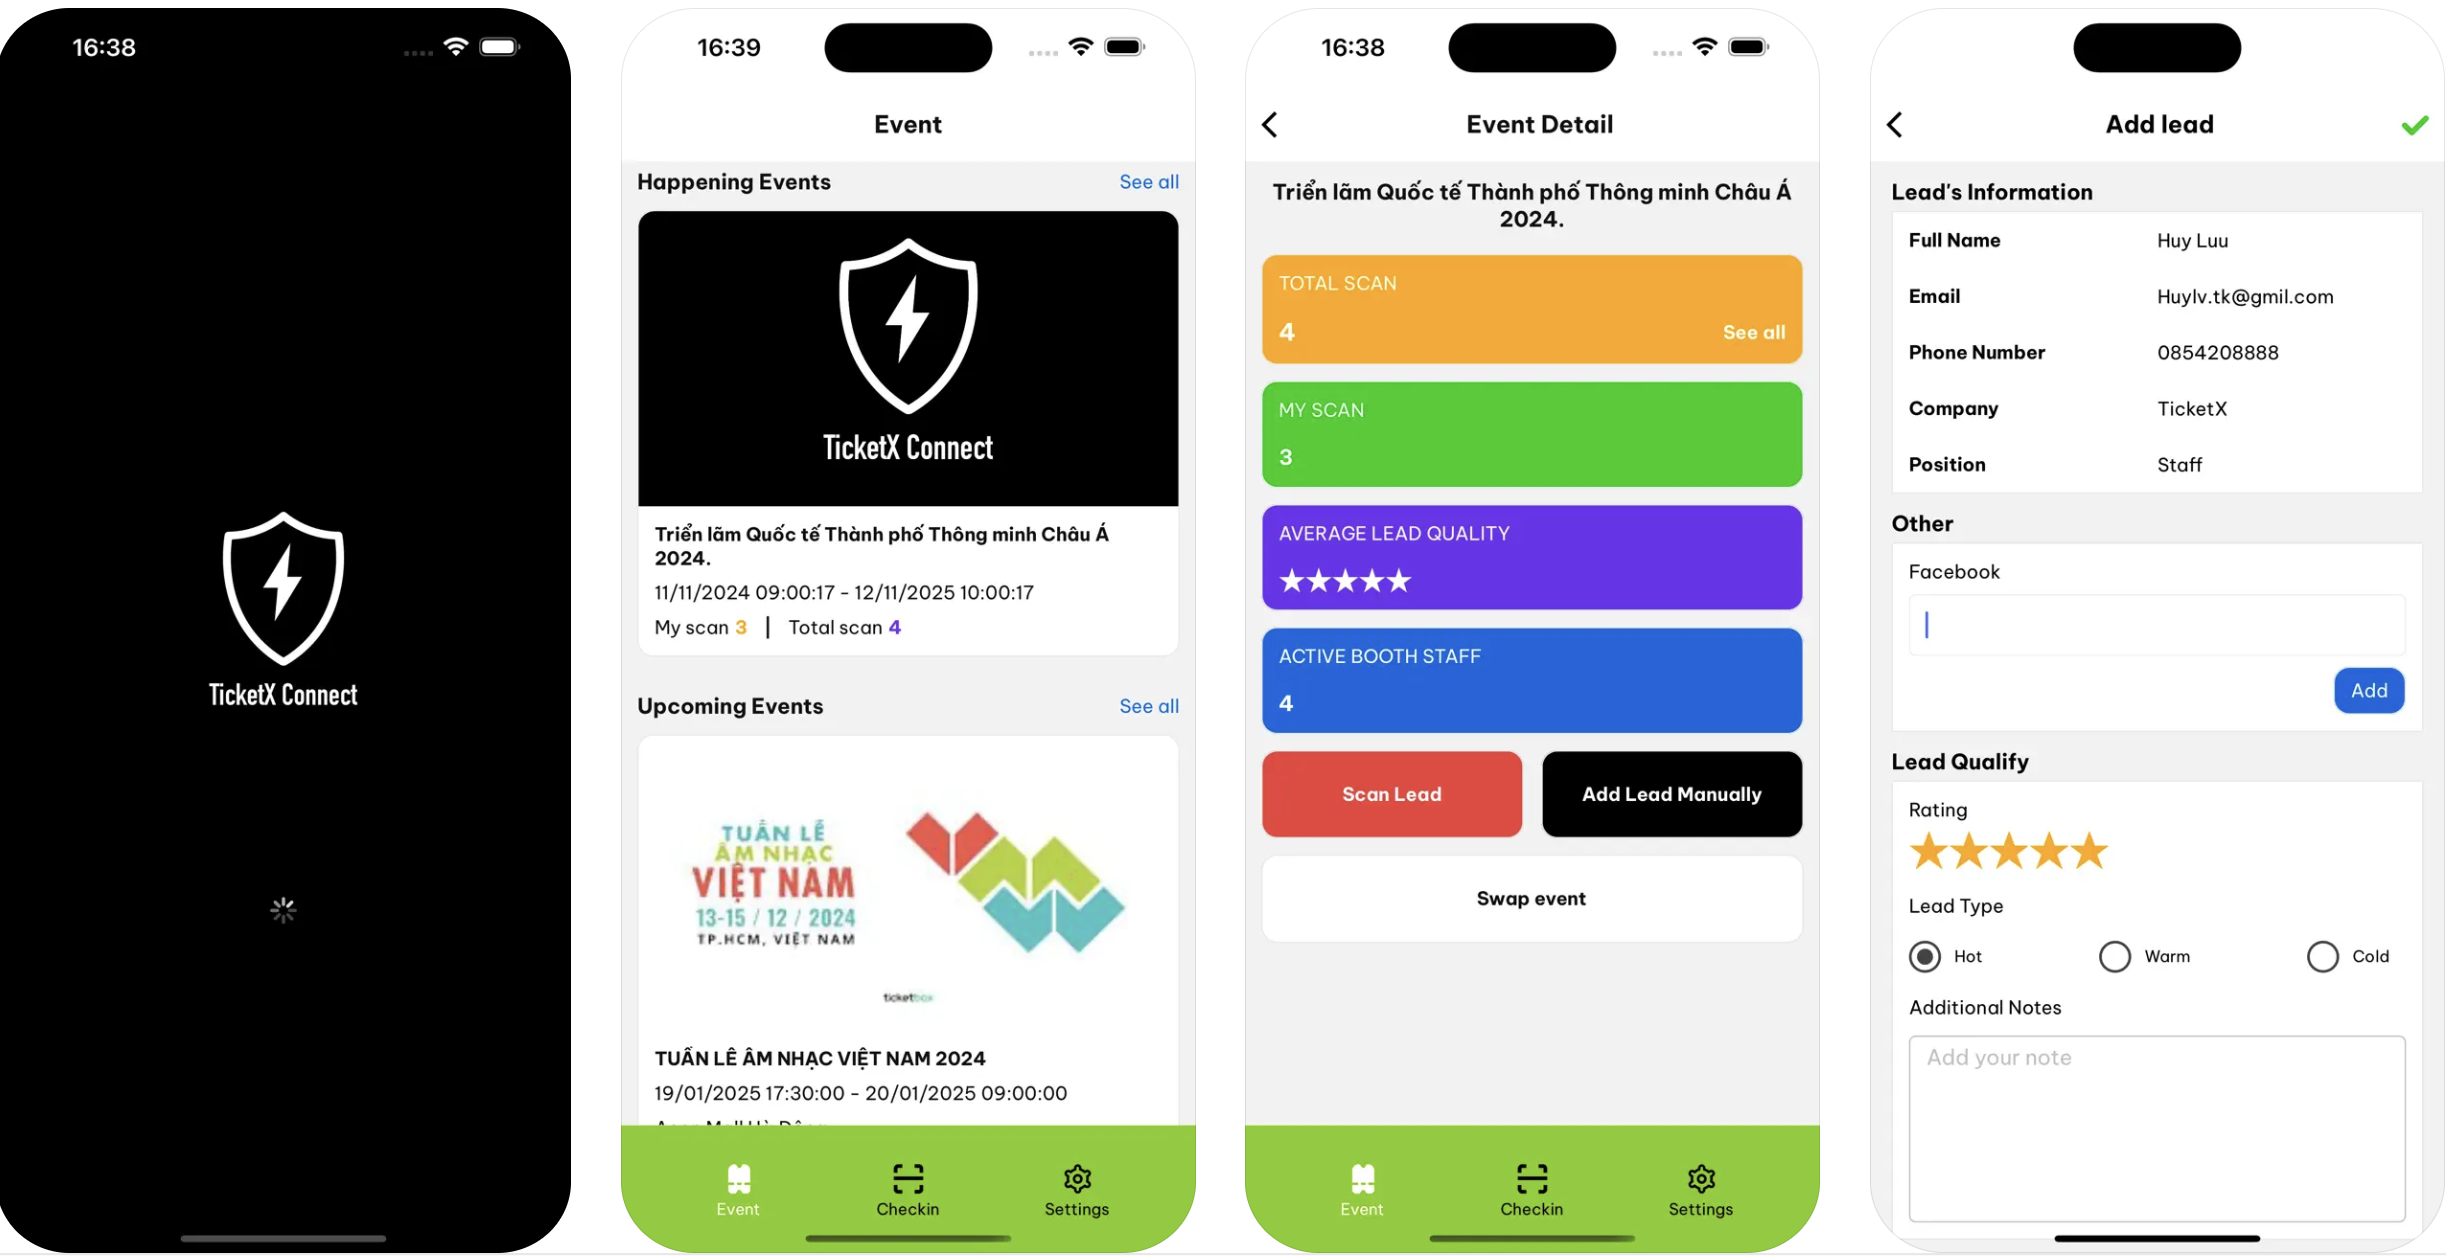 16:38
TicketX Connect
16:39
Event
Happening Events
See all
TicketX Connect
Triển lãm Quốc tế Thành phố Thông minh Châu Á
2024.
11/11/2024 09:00:17 - 12/11/2025 10:00:17
My scan 3 | Total scan 4
Upcoming Events
See all
TUẦN LỄ
ÂM NHẠC
VIỆT NAM
13-15 / 12 / 2024
TP.HCM, VIỆT NAM
ticketbox
TUẦN LỄ ÂM NHẠC VIỆT NAM 2024
19/01/2025 17:30:00 - 20/01/2025 09:00:00
Event
Checkin
Settings
16:38
Event Detail
Triển lãm Quốc tế Thành phố Thông minh Châu Á
2024.
TOTAL SCAN
4
See all
MY SCAN
3
AVERAGE LEAD QUALITY
ACTIVE BOOTH STAFF
4
Scan Lead
Add Lead Manually
Swap event
Event
Checkin
Settings
Add lead
Lead's Information
Full Name Huy Luu
Email Huylv.tk@gmil.com
Phone Number 0854208888
Company TicketX
Position Staff
Other
Facebook
Add
Lead Qualify
Rating
Lead Type
Hot
Warm
Cold
Additional Notes
Add your note